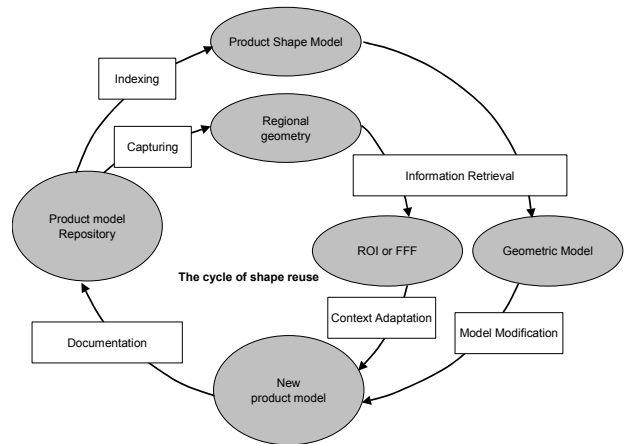 Product Shape Model
Indexing
Regional
geometry
Capturing
Information Retrieval
Product model
Repository
ROI or FFF
Geometric Model
The cycle of shape reuse
Context Adaptation
Model Modification
Documentation
New
product model